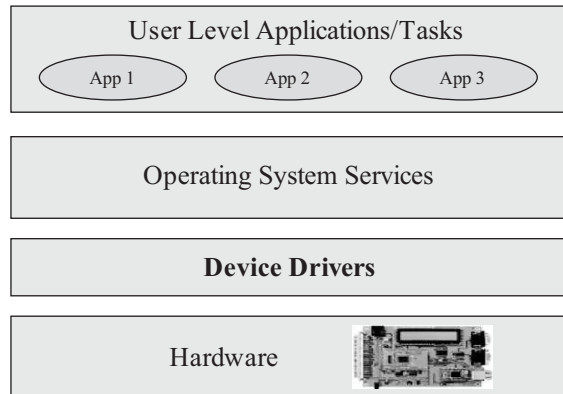 User Level Applications/Tasks
App 1 App 2 App 3
Operating System Services
Device Drivers
Hardware